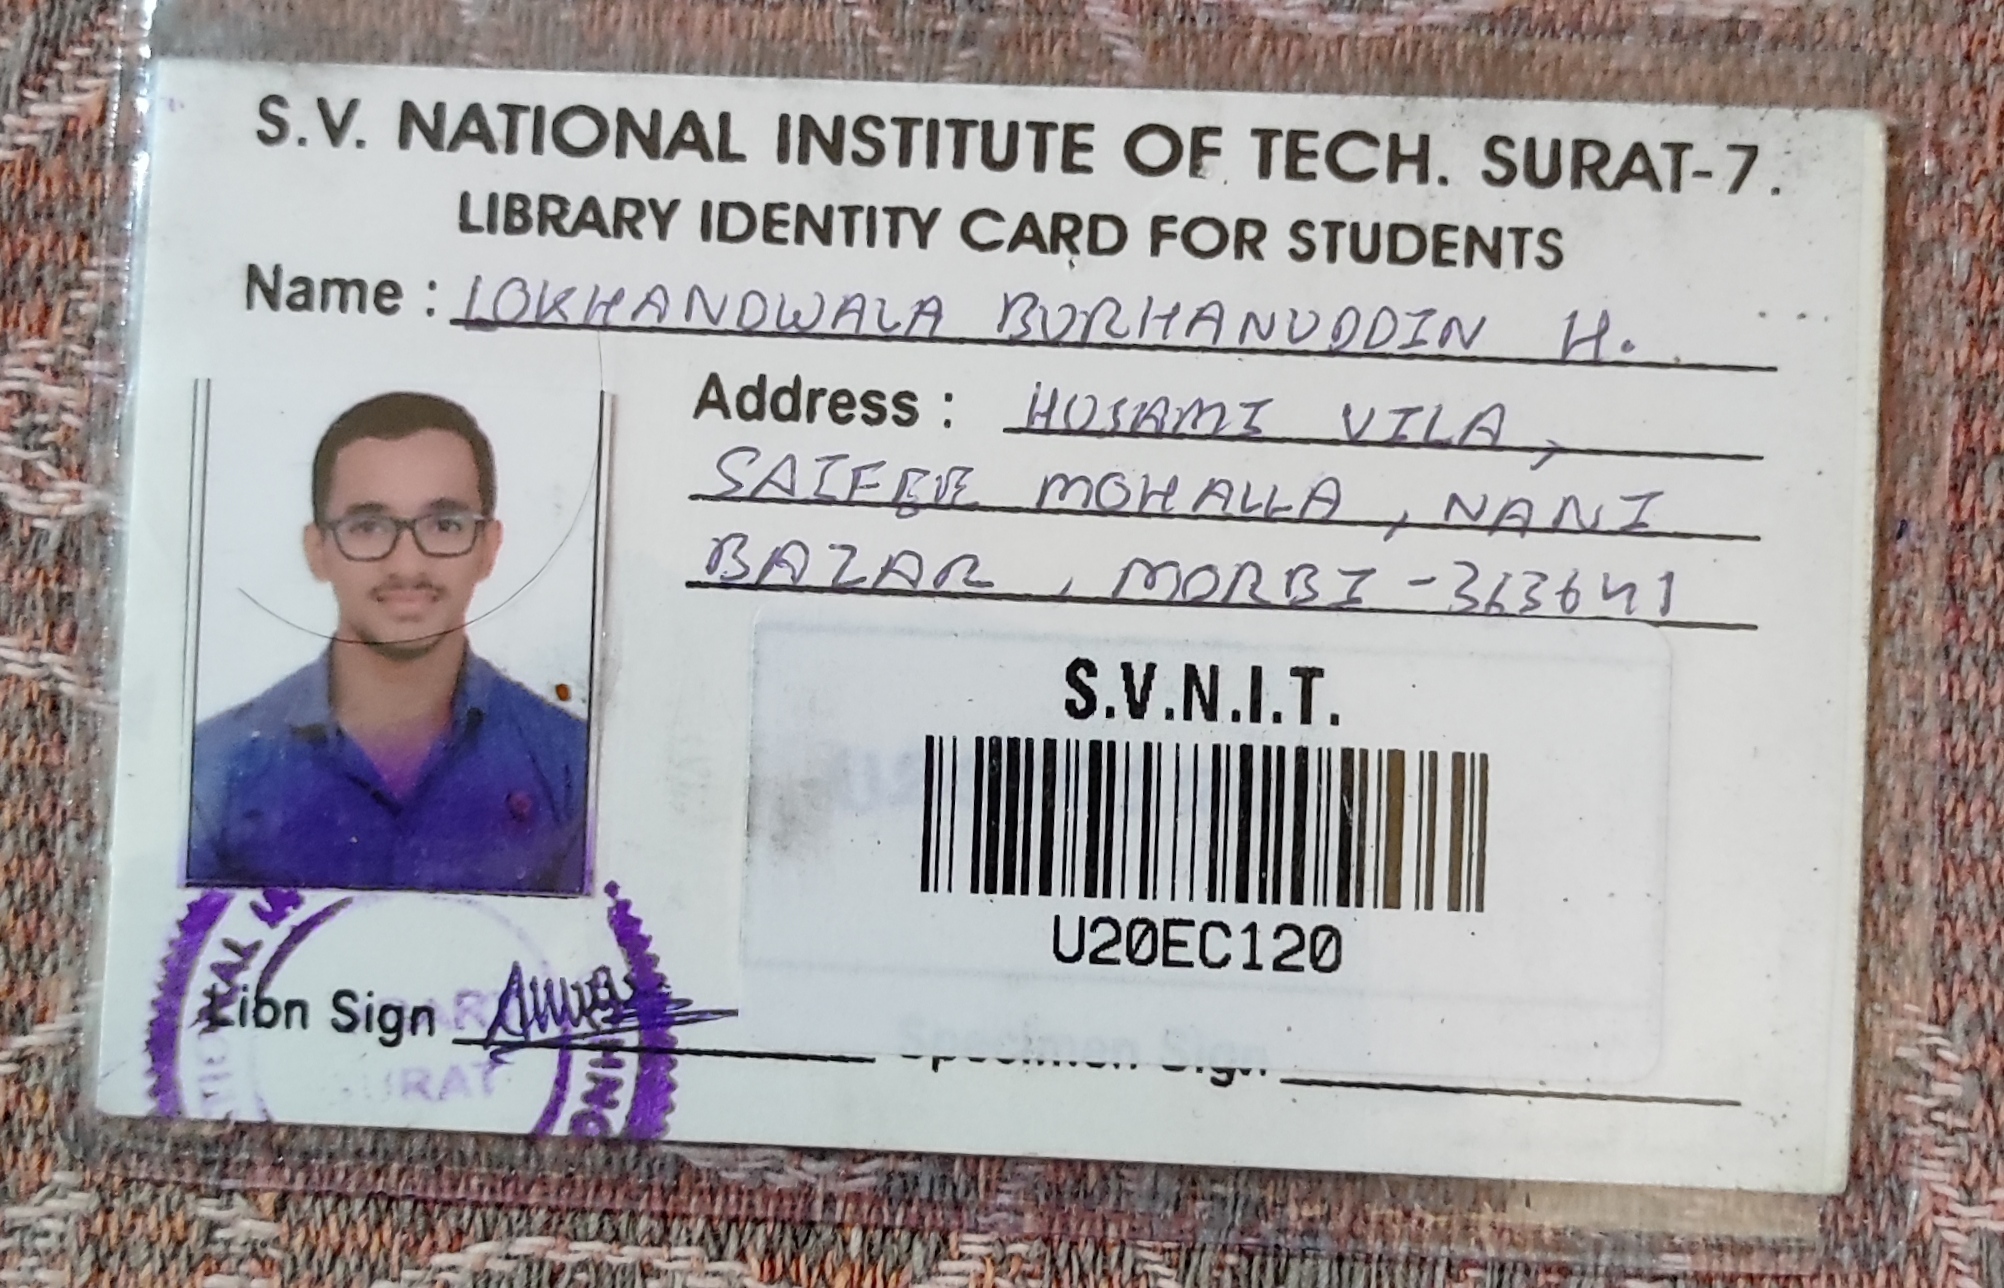 S.V. NATIONAL INSTITUTE OF TECH. SURAT-7.
LIBRARY IDENTITY CARD FOR STUDENTS
Name : LOKHANDWALA BURHANUDDIN H.
Address : HUSAMI VILA,
SAIFEE MOHALLA, NANI
BAZAR, MORBI-363641
S.V.N.I.T.
U20EC120
Libn Sign
Specimen Sign
SURAT